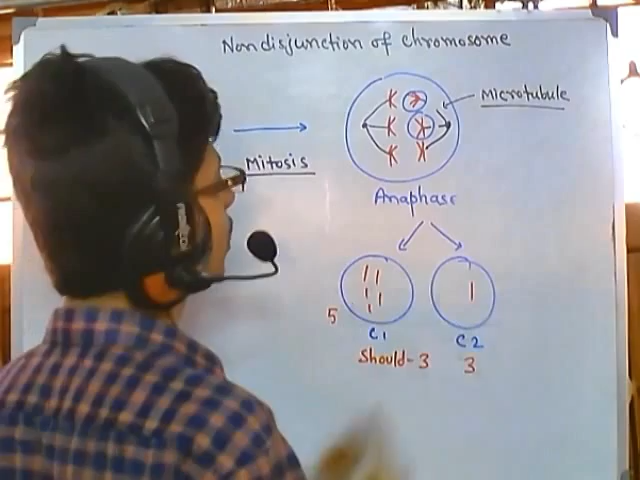 Nondisjunction of chromosome
Microtubule
Mitosis
Anaphase
5
C1
C2
Should-3
3